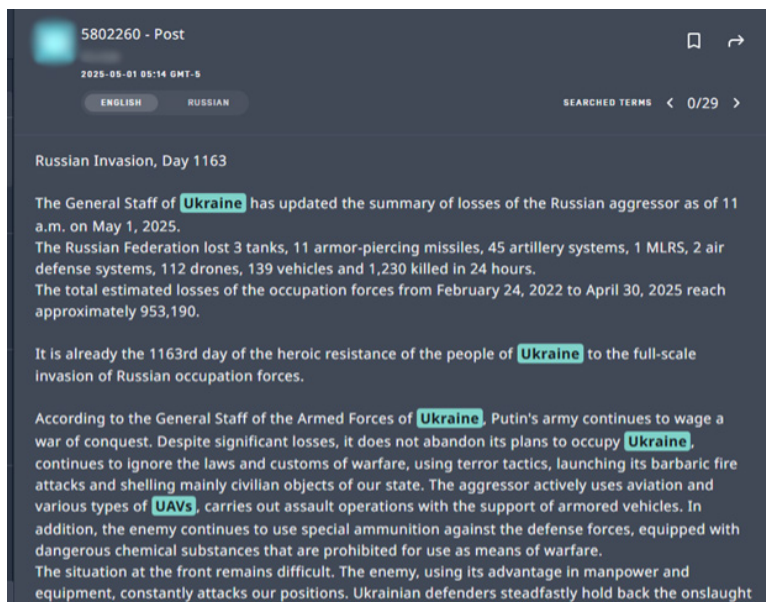 5802260 - Post
2025-05-01 05:14 GMT-5
ENGLISH RUSSIAN
SEARCHED TERMS < 0/29 >
Russian Invasion, Day 1163
The General Staff of Ukraine has updated the summary of losses of the Russian aggressor as of 11
a.m. on May 1, 2025.
The Russian Federation lost 3 tanks, 11 armor-piercing missiles, 45 artillery systems, 1 MLRS, 2 air
defense systems, 112 drones, 139 vehicles and 1,230 killed in 24 hours.
The total estimated losses of the occupation forces from February 24, 2022 to April 30, 2025 reach
approximately 953,190.
It is already the 1163rd day of the heroic resistance of the people of Ukraine to the full-scale
invasion of Russian occupation forces.
According to the General Staff of the Armed Forces of Ukraine, Putin's army continues to wage a
war of conquest. Despite significant losses, it does not abandon its plans to occupy Ukraine,
continues to ignore the laws and customs of warfare, using terror tactics, launching its barbaric fire
attacks and shelling mainly civilian objects of our state. The aggressor actively uses aviation and
various types of UAVs, carries out assault operations with the support of armored vehicles. In
addition, the enemy continues to use special ammunition against the defense forces, equipped with
dangerous chemical substances that are prohibited for use as means of warfare.
The situation at the front remains difficult. The enemy, using its advantage in manpower and
equipment, constantly attacks our positions. Ukrainian defenders steadfastly hold back the onslaught